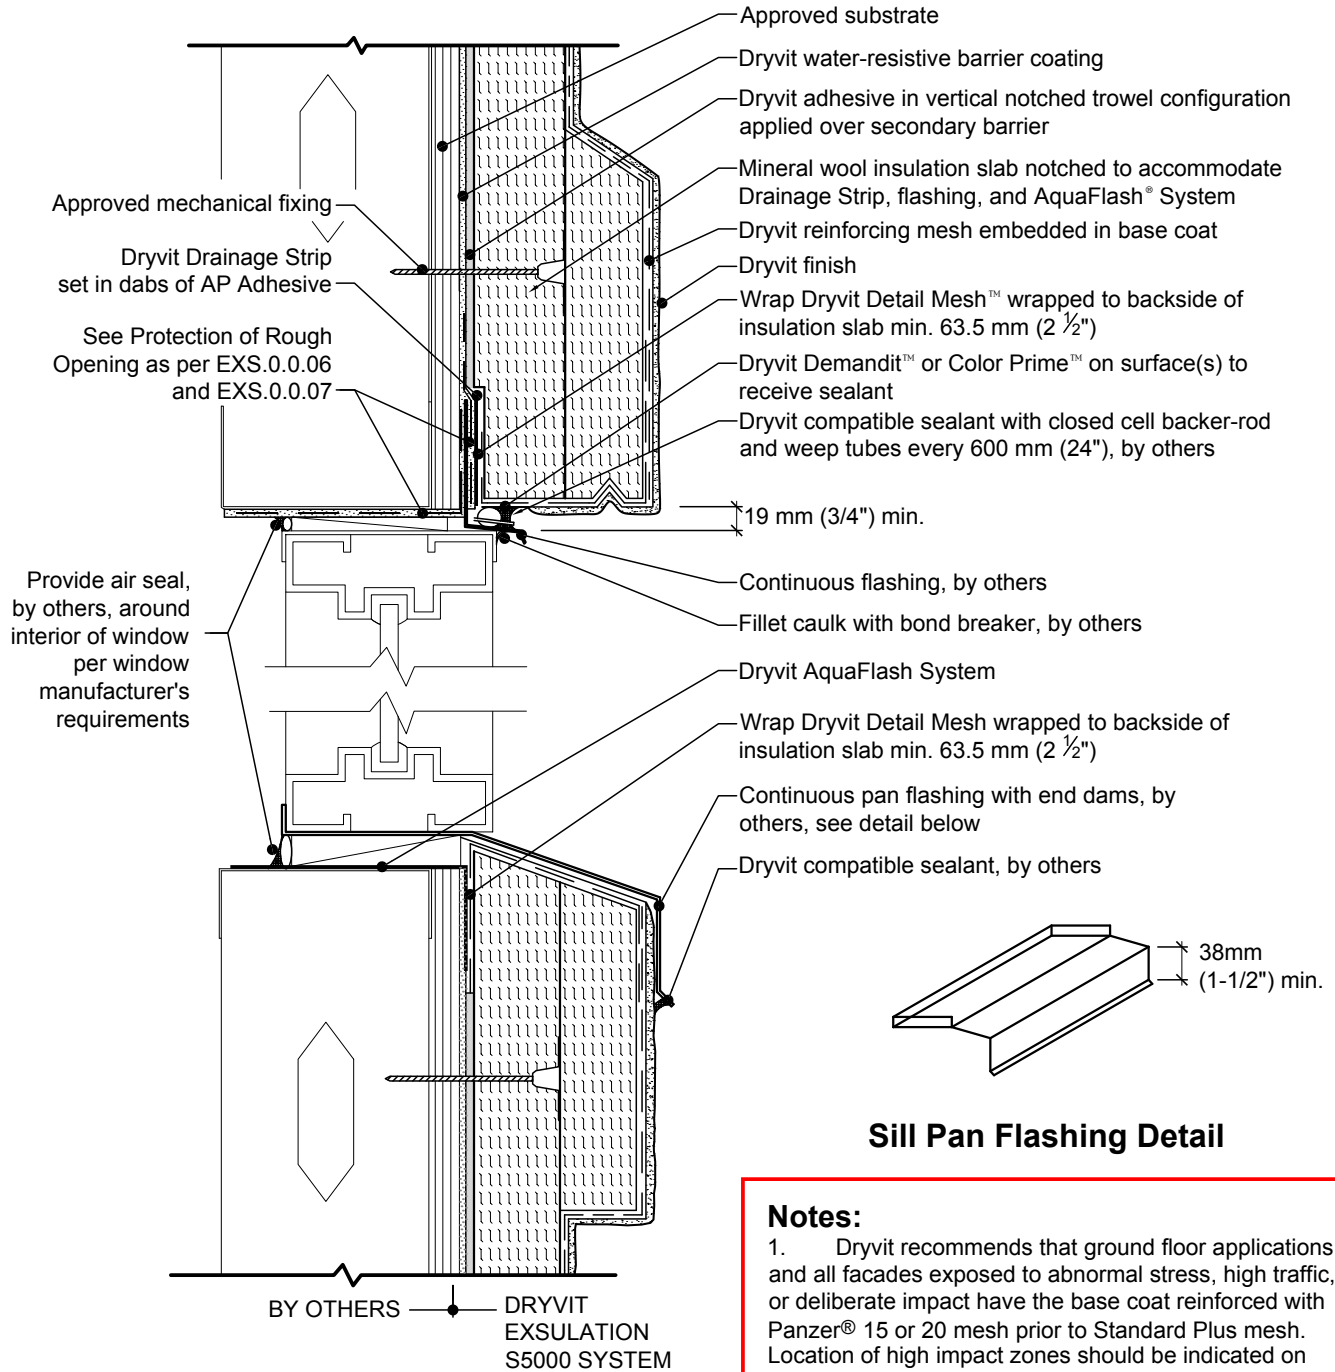 Approved substrate
Dryvit water-resistive barrier coating
Dryvit adhesive in vertical notched trowel configuration
applied over secondary barrier
Mineral wool insulation slab notched to accommodate
Drainage Strip, flashing, and AquaFlash® System
Dryvit reinforcing mesh embedded in base coat
Dryvit finish
Wrap Dryvit Detail Mesh™ wrapped to backside of
insulation slab min. 63.5 mm (2 ½")
Dryvit Demandit™ or Color Prime™ on surface(s) to
receive sealant
Dryvit compatible sealant with closed cell backer-rod
and weep tubes every 600 mm (24"), by others
19 mm (3/4") min.
Continuous flashing, by others
Fillet caulk with bond breaker, by others
Dryvit AquaFlash System
Wrap Dryvit Detail Mesh wrapped to backside of
insulation slab min. 63.5 mm (2 ½")
Continuous pan flashing with end dams, by
others, see detail below
Dryvit compatible sealant, by others
Approved mechanical fixing
Dryvit Drainage Strip
set in dabs of AP Adhesive
See Protection of Rough
Opening as per EXS.0.0.06
and EXS.0.0.07
Provide air seal,
by others, around
interior of window
per window
manufacturer's
requirements
38mm
(1-1/2") min.
Sill Pan Flashing Detail
BY OTHERS
DRYVIT
EXSULATION
S5000 SYSTEM
Notes:
1. Dryvit recommends that ground floor applications
and all facades exposed to abnormal stress, high traffic,
or deliberate impact have the base coat reinforced with
Panzer® 15 or 20 mesh prior to Standard Plus mesh.
Location of high impact zones should be indicated on